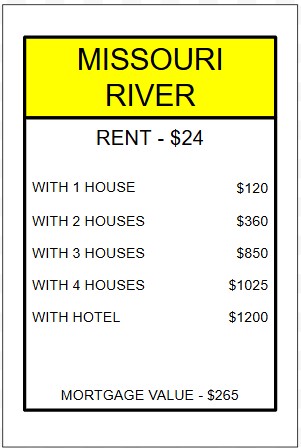 MISSOURI
RIVER
RENT - $24
WITH 1 HOUSE $120
WITH 2 HOUSES $360
WITH 3 HOUSES $850
WITH 4 HOUSES $1025
WITH HOTEL $1200
MORTGAGE VALUE - $265